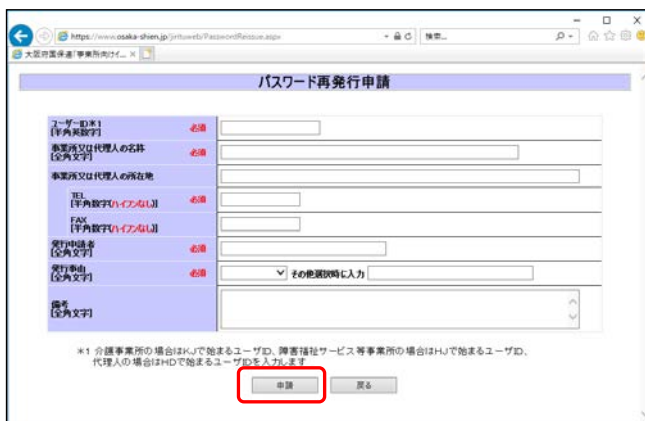 https://www.osaka-shien.jp/jirituweb/PasswordReissue.aspx
検索...
大阪府国保連「事業所向けイ...
パスワード再発行申請
ユーザーID*1
[半角英数字]
必須
事業所又は代理人の名称
[全角文字]
必須
事業所又は代理人の所在地
TEL
[半角数字(ハイフンなし)]
必須
FAX
[半角数字(ハイフンなし)]
発行申請者
[全角文字]
必須
発行事由
[全角文字]
必須
その他選択時に入力
備考
[全角文字]
*1 介護事業所の場合はKJで始まるユーザID、障害福祉サービス等事業所の場合はHJで始まるユーザID、
代理人の場合はHDで始まるユーザIDを入力します
申請
戻る